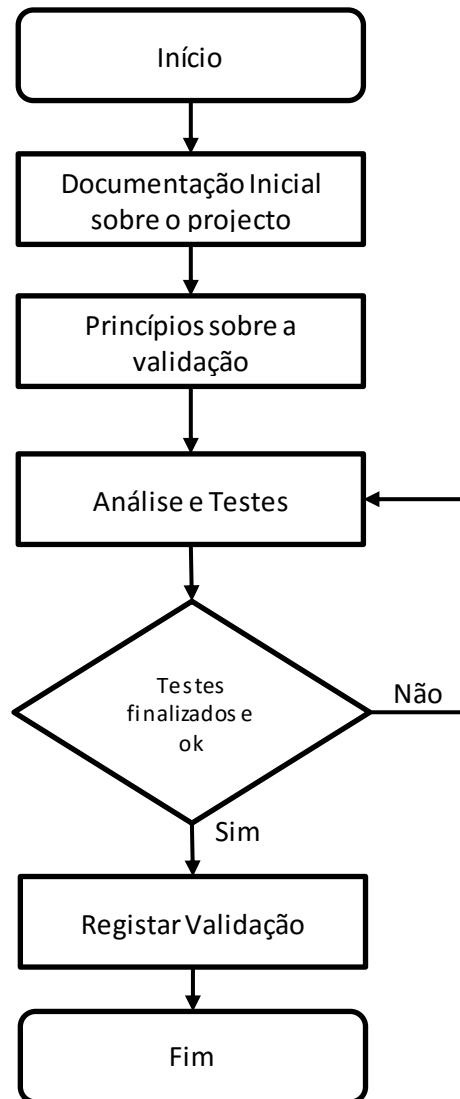 Início
Documentação Inicial
sobre o projecto
Princípios sobre a
validação
Análise e Testes
Testes
finalizados e
ok
Não
Sim
Registar Validação
Fim